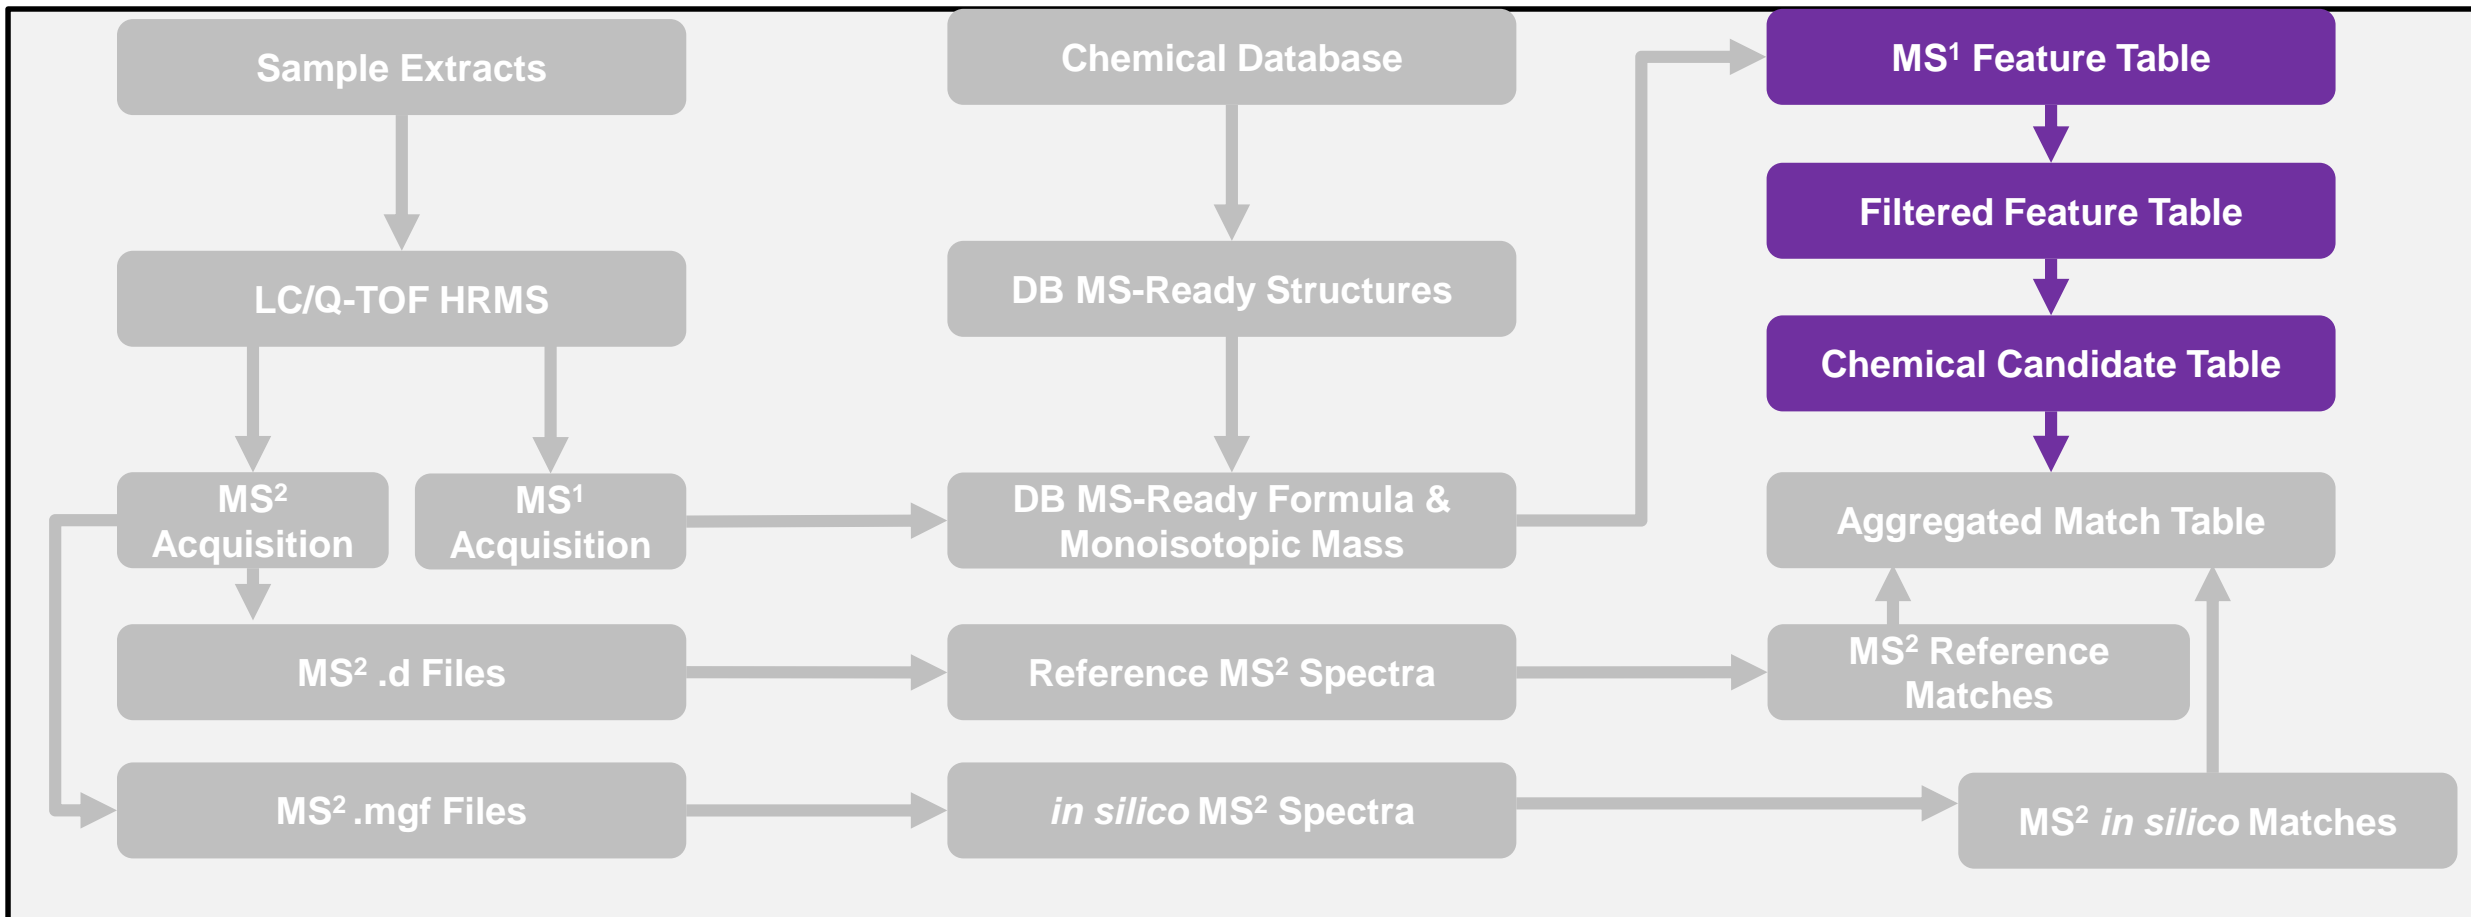 Sample Extracts
LC/Q-TOF HRMS
MS²
Acquisition
MS¹
Acquisition
MS² .d Files
MS² .mgf Files
Chemical Database
DB MS-Ready Structures
DB MS-Ready Formula &
Monoisotopic Mass
Reference MS² Spectra
in silico MS² Spectra
MS¹ Feature Table
Filtered Feature Table
Chemical Candidate Table
Aggregated Match Table
MS² Reference
Matches
MS² in silico Matches